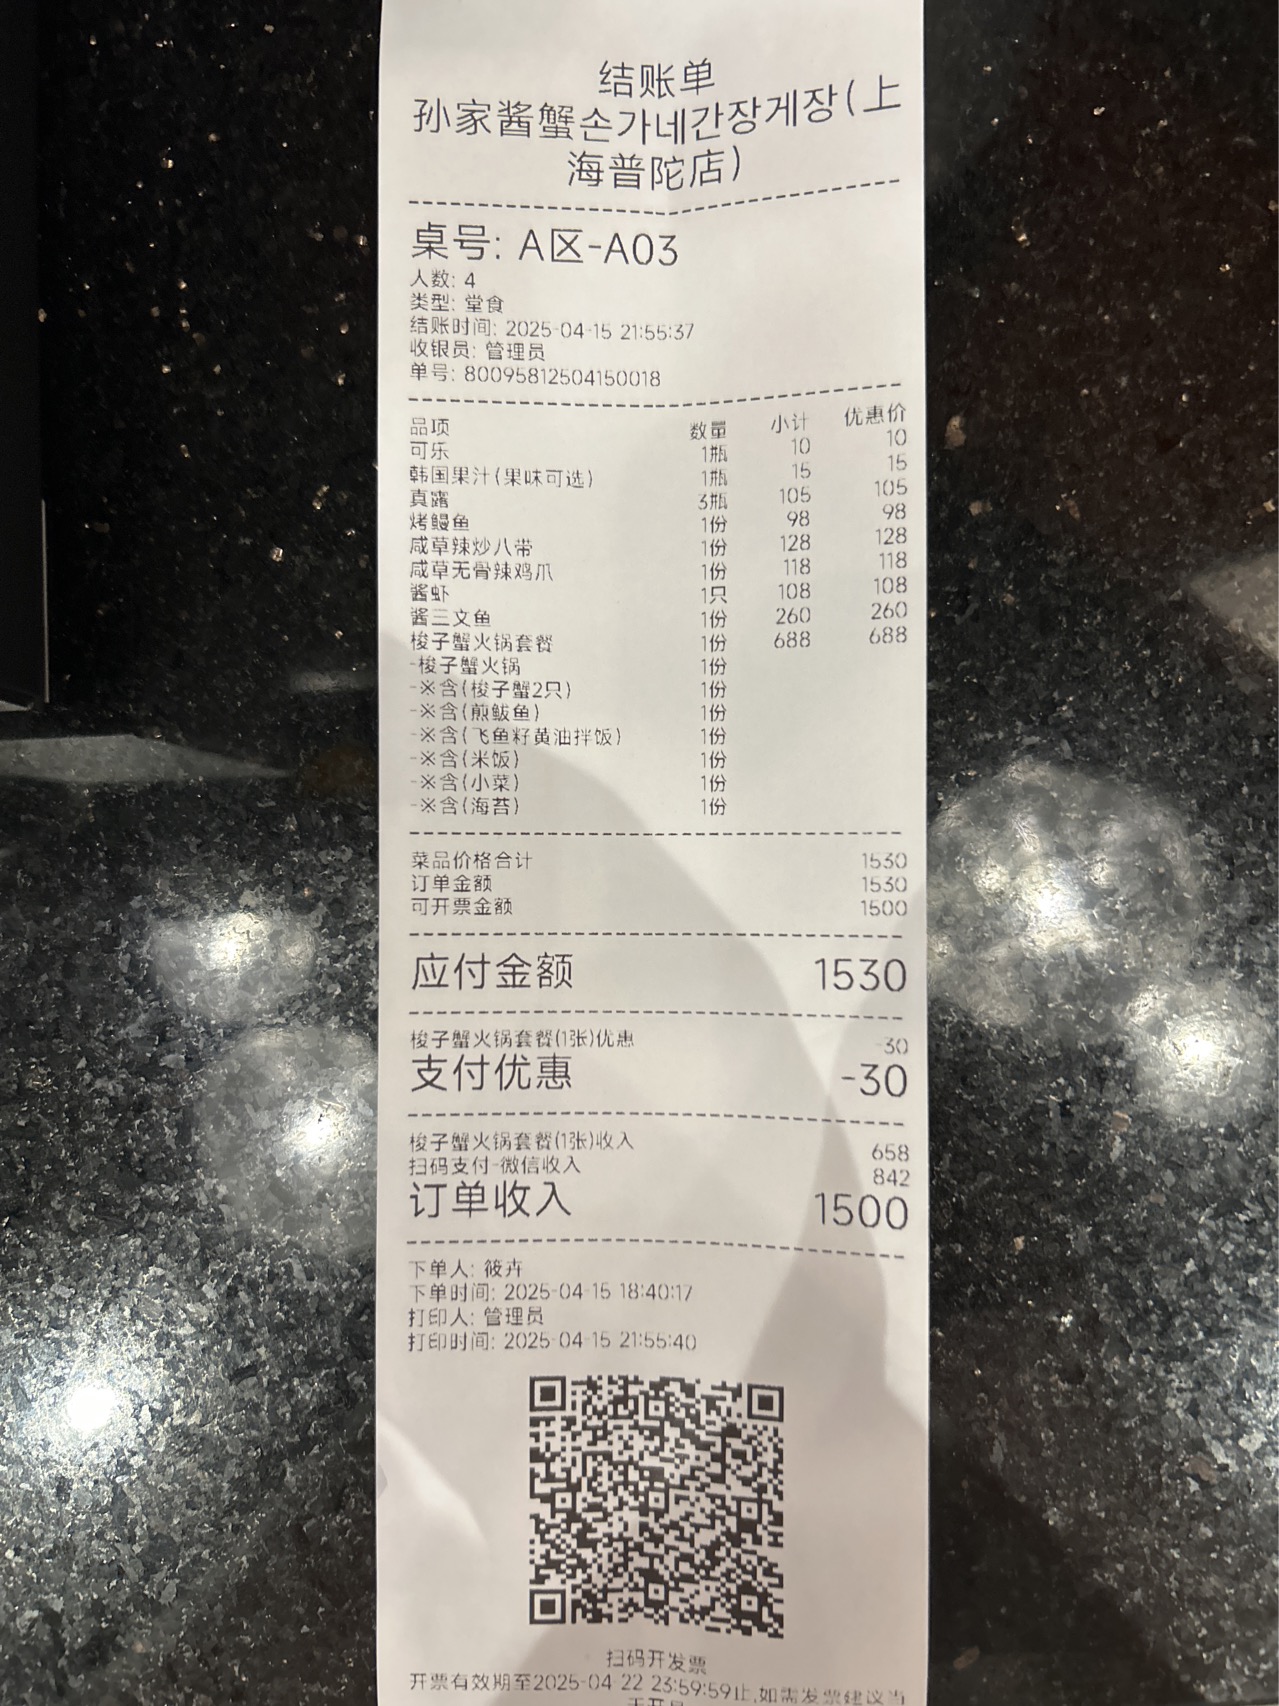 结账单
孙家酱蟹손가네간장게장(上
海普陀店)
桌号: A区-A03
人数: 4
类型: 堂食
结账时间: 2025-04-15 21:55:37
收银员: 管理员
单号: 80095812504150018
品项 数量 小计 优惠价
可乐 1瓶 10 10
韩国果汁(果味可选) 1瓶 15 15
真露 3瓶 105 105
烤鳗鱼 1份 98 98
咸草辣炒八带 1份 128 128
咸草无骨辣鸡爪 1份 118 118
酱虾 1只 108 108
酱三文鱼 1份 260 260
梭子蟹火锅套餐 1份 688 688
-梭子蟹火锅 1份
-※含(梭子蟹2只) 1份
-※含(煎鲅鱼) 1份
-※含(飞鱼籽黄油拌饭) 1份
-※含(米饭) 1份
-※含(小菜) 1份
-※含(海苔) 1份
菜品价格合计 1530
订单金额 1530
可开票金额 1500
应付金额 1530
梭子蟹火锅套餐(1张)优惠 -30
支付优惠 -30
梭子蟹火锅套餐(1张)收入 658
扫码支付-微信收入 842
订单收入 1500
下单人: 筱卉
下单时间: 2025-04-15 18:40:17
打印人: 管理员
打印时间: 2025-04-15 21:55:40
扫码开发票
开票有效期至2025-04-22 23:59:59止,如需发票建议当